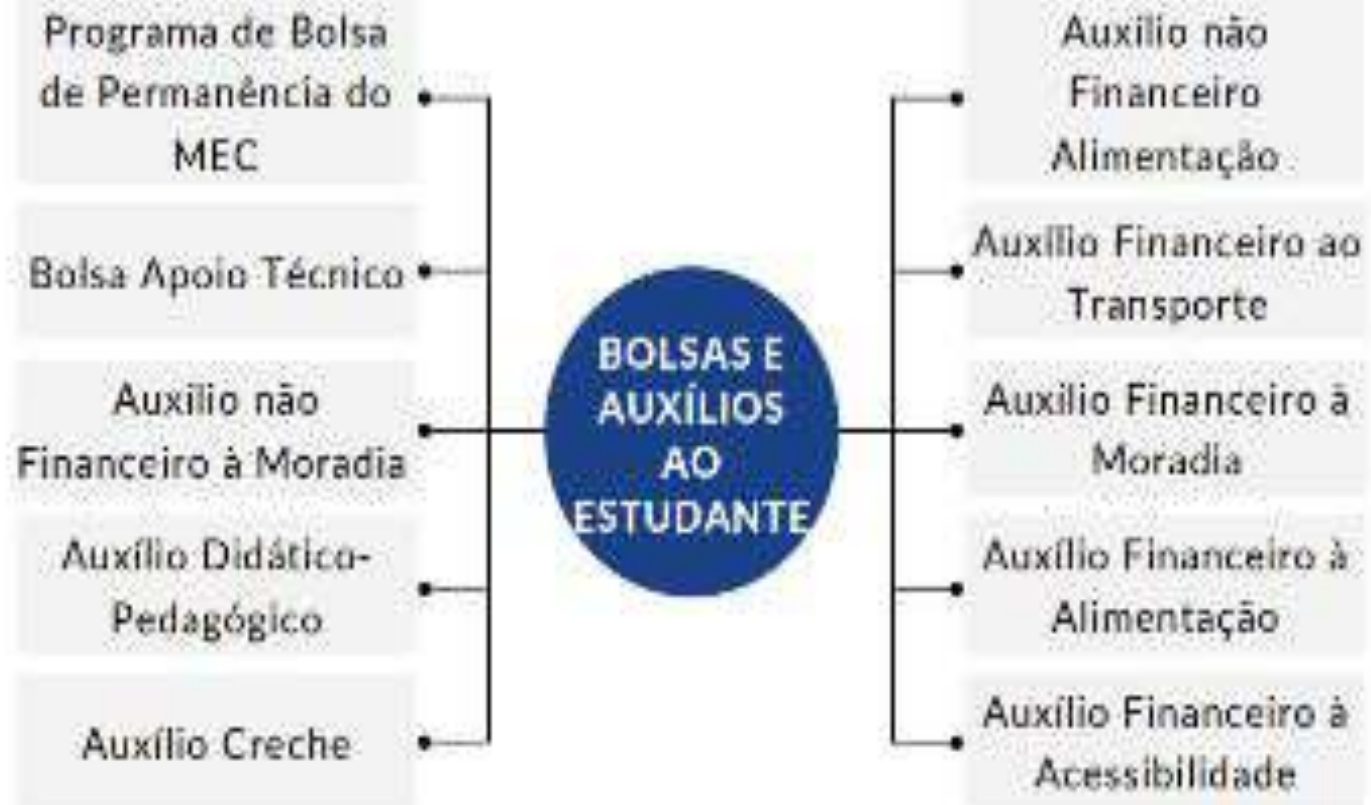 Programa de Bolsa
de Permanência do
MEC
Bolsa Apoio Técnico
Auxílio não
Financeiro à Moradia
Auxílio Didático-
Pedagógico
Auxílio Creche
BOLSAS E
AUXÍLIOS
AO
ESTUDANTE
Auxílio não
Financeiro
Alimentação
Auxílio Financeiro ao
Transporte
Auxílio Financeiro à
Moradia
Auxílio Financeiro à
Alimentação
Auxílio Financeiro à
Acessibilidade